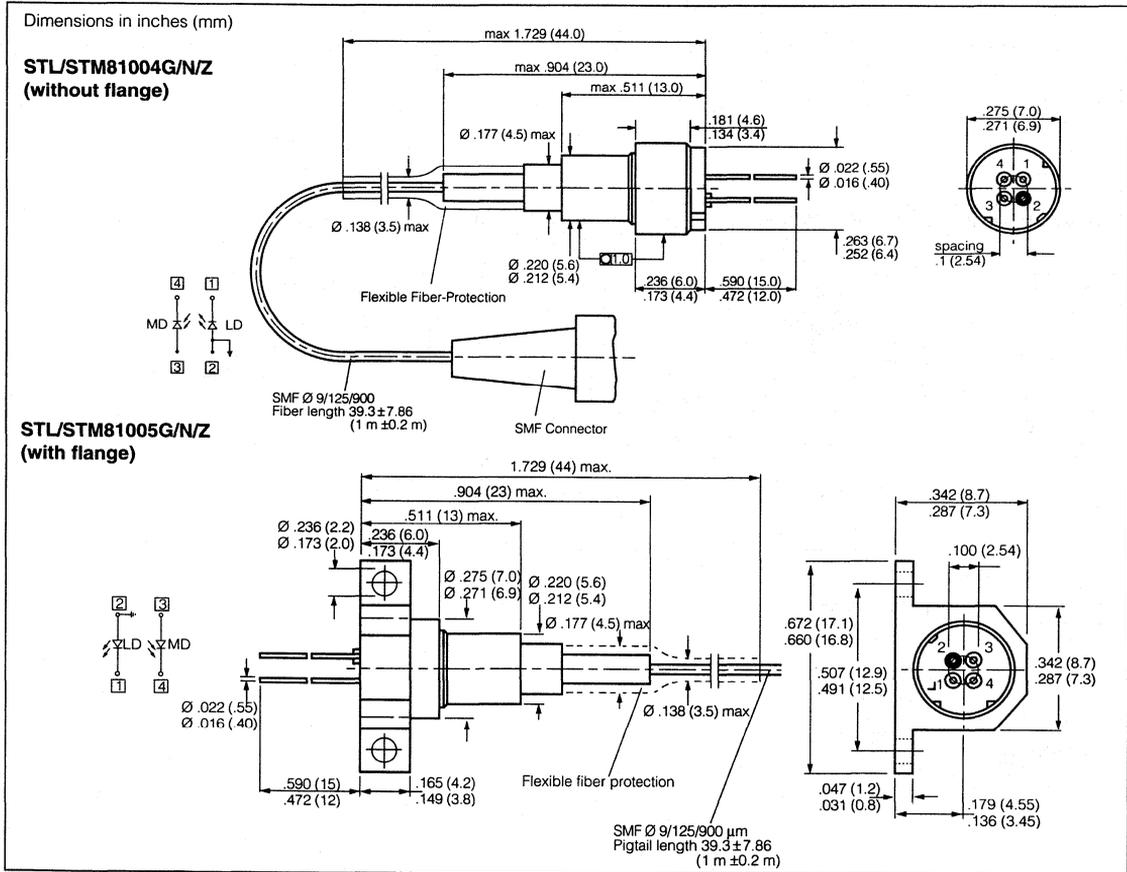 Dimensions in inches (mm)
STL/STM81004G/N/Z
(without flange)
max 1.729 (44.0)
max .904 (23.0)
max .511 (13.0)
Ø .177 (4.5) max
.181 (4.6)
.134 (3.4)
.275 (7.0)
.271 (6.9)
Ø .022 (.55)
Ø .016 (.40)
4 1
3 2
Ø .138 (3.5) max
Ø .220 (5.6)
Ø .212 (5.4)
1.0
.263 (6.7)
.252 (6.4)
spacing
.1 (2.54)
.236 (6.0)
.173 (4.4)
.590 (15.0)
.472 (12.0)
Flexible Fiber-Protection
4 1
MD LD
3 2
SMF Ø 9/125/900
Fiber length 39.3±7.86
(1 m ±0.2 m)
SMF Connector
STL/STM81005G/N/Z
(with flange)
1.729 (44) max.
.904 (23) max.
.511 (13) max.
Ø .236 (2.2)
Ø .173 (2.0)
.236 (6.0)
.173 (4.4)
Ø .275 (7.0)
Ø .271 (6.9)
Ø .220 (5.6)
Ø .212 (5.4)
Ø .177 (4.5) max
.342 (8.7)
.287 (7.3)
.100 (2.54)
2 3
LD MD
1 4
.672 (17.1)
.660 (16.8)
.507 (12.9)
.491 (12.5)
2 3
1 4
.342 (8.7)
.287 (7.3)
Ø .022 (.55)
Ø .016 (.40)
Ø .138 (3.5) max
.590 (15)
.472 (12)
.165 (4.2)
.149 (3.8)
Flexible fiber protection
.047 (1.2)
.031 (0.8)
.179 (4.55)
.136 (3.45)
SMF Ø 9/125/900 µm
Pigtail length 39.3±7.86
(1 m ±0.2 m)